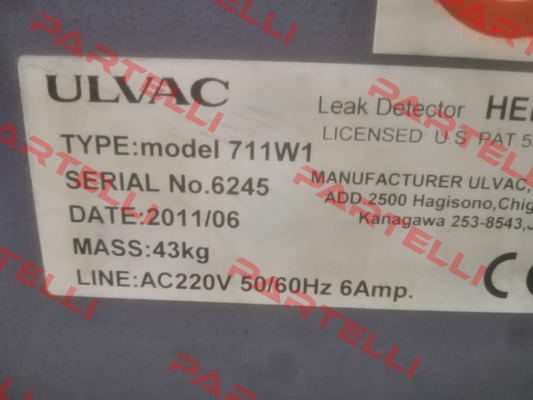 ULVAC
Leak Detector HE
TYPE:model 711W1
LICENSED: U.S PAT.5
SERIAL No.6245
MANUFACTURER ULVAC,
DATE:2011/06
ADD.2500 Hagisono, Chig
Kanagawa 253-8543,
MASS:43kg
LINE:AC220V 50/60Hz 6Amp.
CE
PARTELLI
PARTELLI
PARTELLI
PARTELLI
PARTELLI
PARTELLI